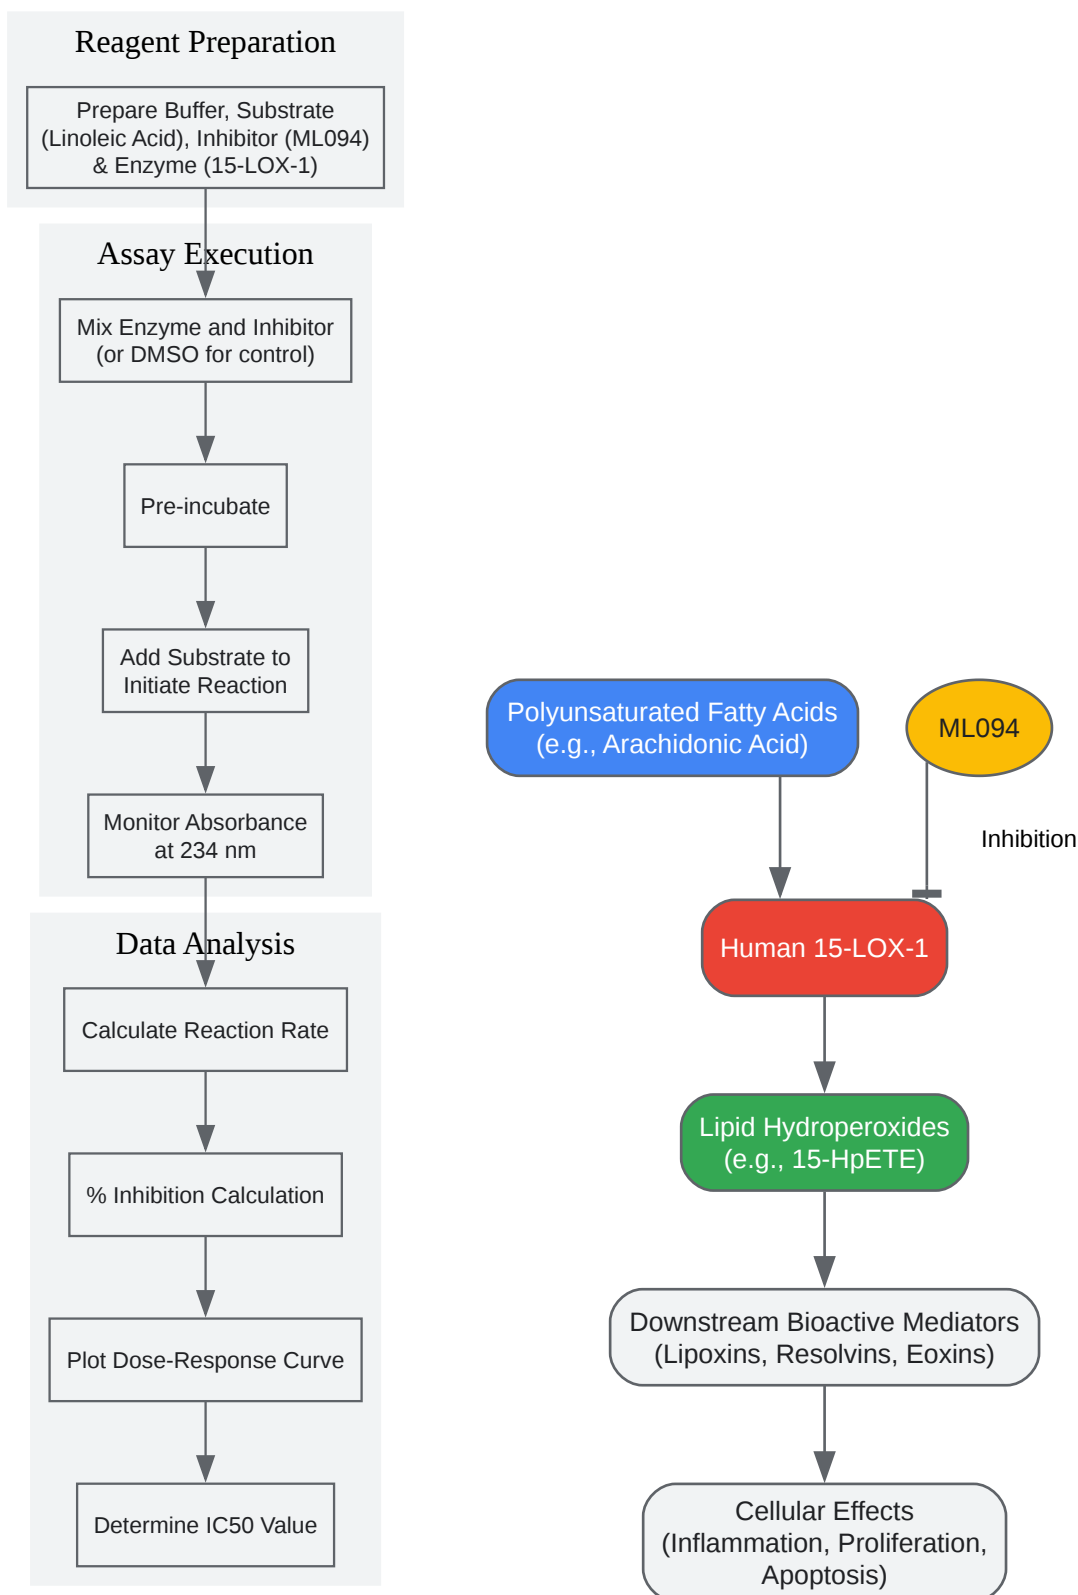 Reagent Preparation
Prepare Buffer, Substrate
(Linoleic Acid), Inhibitor (ML094)
& Enzyme (15-LOX-1)
Assay Execution
Mix Enzyme and Inhibitor
(or DMSO for control)
Pre-incubate
Add Substrate to
Initiate Reaction
Monitor Absorbance
at 234 nm
Data Analysis
Calculate Reaction Rate
% Inhibition Calculation
Plot Dose-Response Curve
Determine IC50 Value
Polyunsaturated Fatty Acids
(e.g., Arachidonic Acid)
ML094
Inhibition
Human 15-LOX-1
Lipid Hydroperoxides
(e.g., 15-HpETE)
Downstream Bioactive Mediators
(Lipoxins, Resolvins, Eoxins)
Cellular Effects
(Inflammation, Proliferation,
Apoptosis)